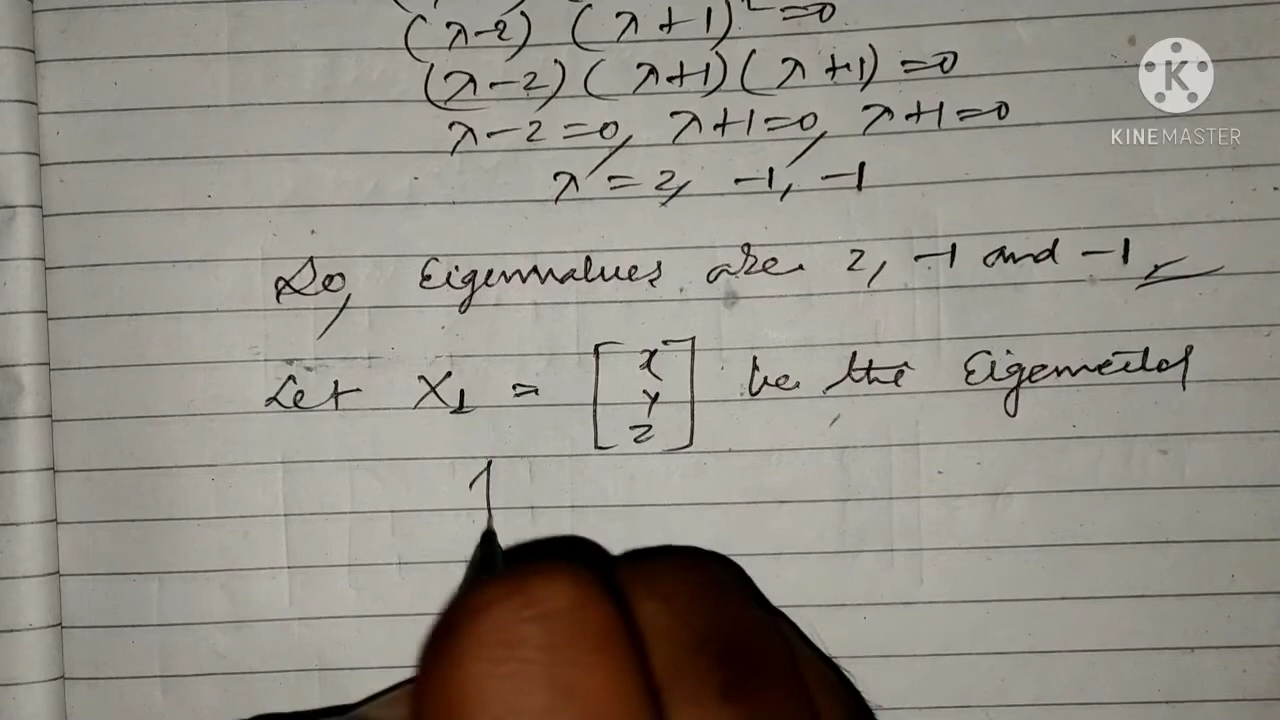 (λ-2) (λ+1)² =0
(λ-2) (λ+1) (λ+1) =0
λ-2=0, λ+1=0, λ+1=0
λ = 2, -1, -1
So, Eigenvalues are 2, -1 and -1
Let X₁ = [x y z] be the Eigenvector
K
KINEMASTER